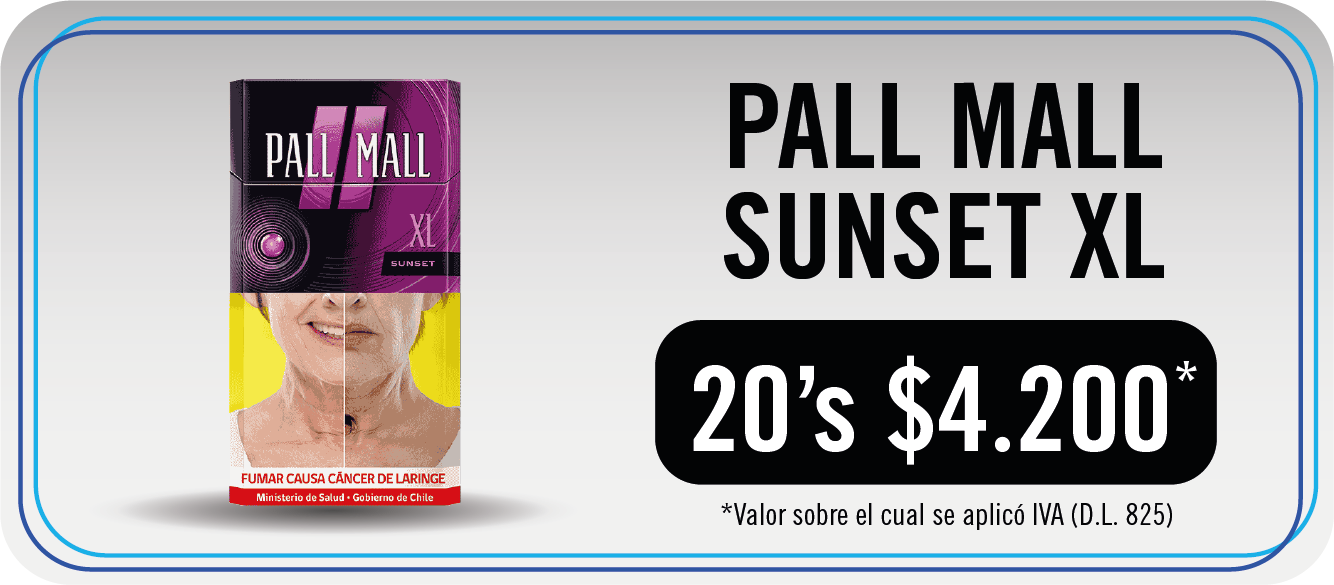 PALL MALL
XL
SUNSET
FUMAR CAUSA CÁNCER DE LARINGE
Ministerio de Salud • Gobierno de Chile
PALL MALL
SUNSET XL
20's $4.200*
*Valor sobre el cual se aplicó IVA (D.L. 825)